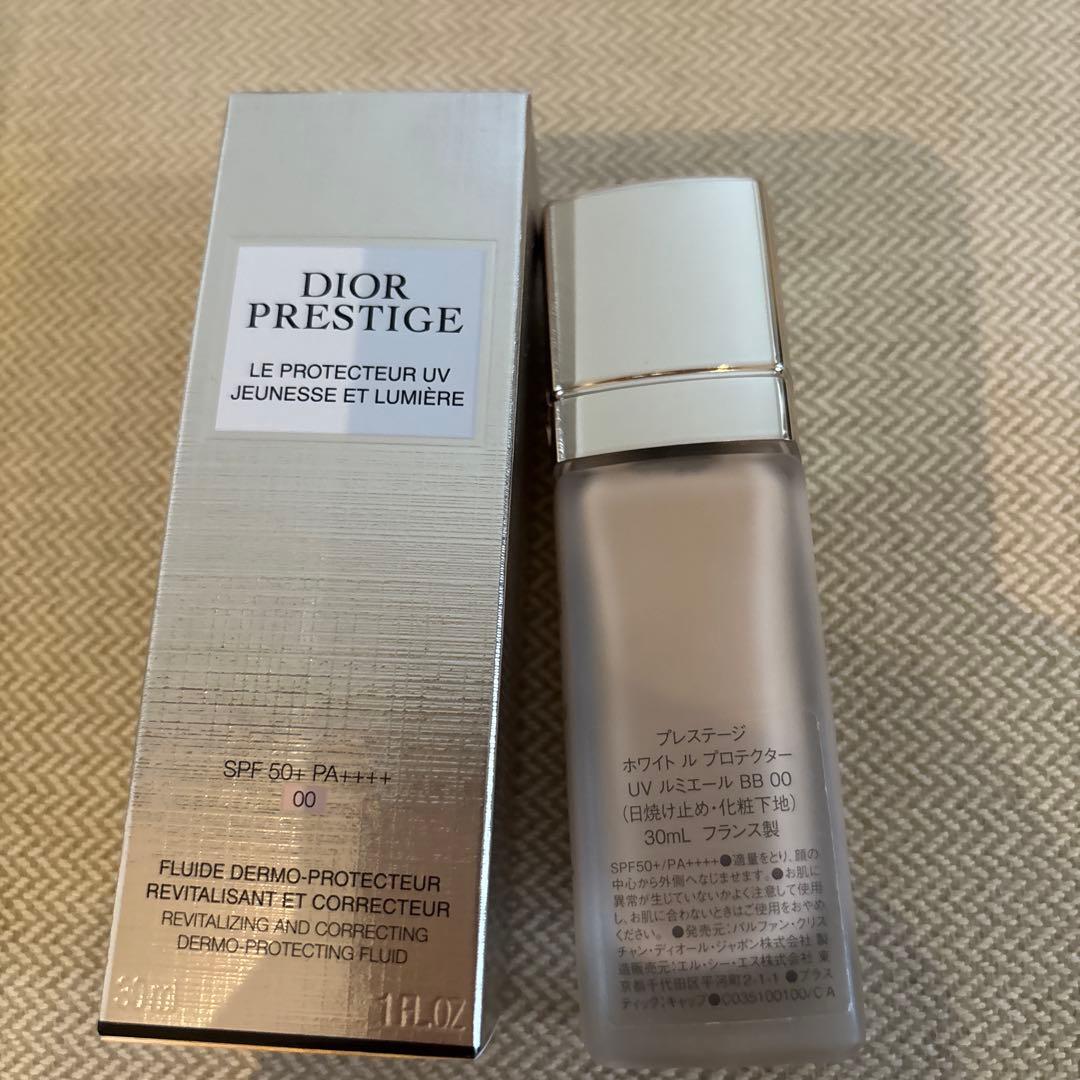 DIOR
PRESTIGE
LE PROTECTEUR UV
JEUNESSE ET LUMIÈRE
SPF 50+ PA++++
00
FLUIDE DERMO-PROTECTEUR
REVITALISANT ET CORRECTEUR
REVITALIZING AND CORRECTING
DERMO-PROTECTING FLUID
30 ml
1 FL.OZ
プレステージ
ホワイト ル プロテクター
UV ルミエール BB 00
(日焼け止め・化粧下地)
30mL フランス製
SPF50+/PA++++●適量をとり、顔の
中心から外側へなじませます。●お肌に
異常が生じていないかよく注意して使用
し、お肌に合わないときはご使用をおやめ
ください。 ●発売元:パルファン・クリス
チャン・ディオール・ジャポン株式会社 製
造販売元:エル・シー・エス株式会社 東
京都千代田区平河町2-1-1 ●プラス
ティック:キャップ●C035100100/C A